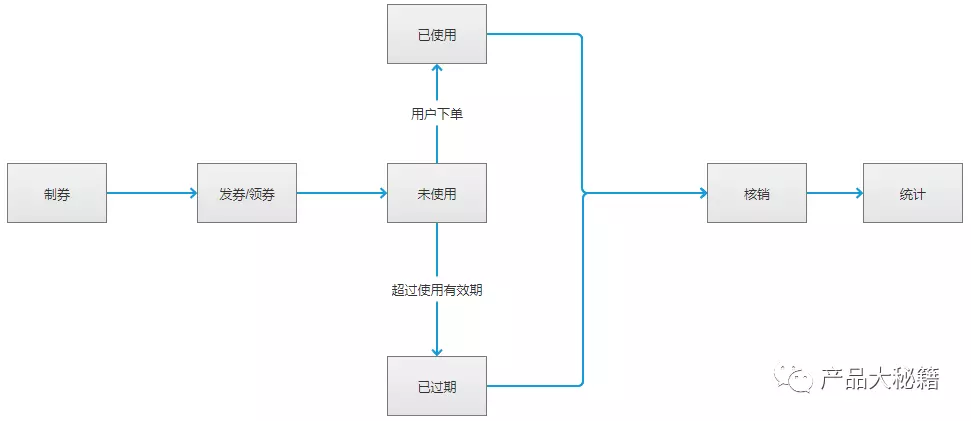 已使用
用户下单
制券
发券/领券
未使用
核销
统计
超过使用有效期
已过期
产品大秘籍